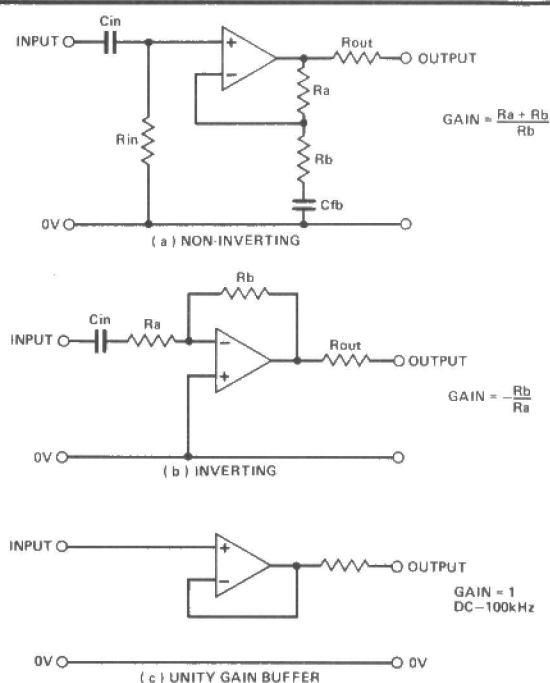 Cin
INPUT
+
-
Rout
OUTPUT
Ra
GAIN = Ra + Rb
Rb
Rin
Rb
Cfb
0V
(a) NON-INVERTING
Rb
Cin
Ra
INPUT
-
+
Rout
OUTPUT
GAIN = -Rb
Ra
0V
(b) INVERTING
INPUT
+
-
OUTPUT
GAIN = 1
DC-100kHz
0V
0V
(c) UNITY GAIN BUFFER